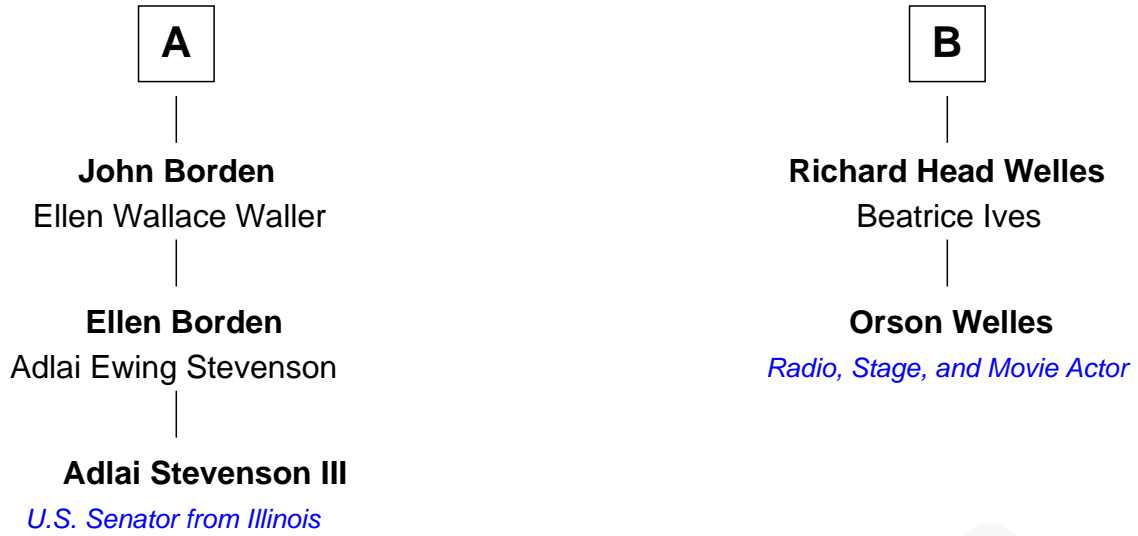 A
John Borden
Ellen Wallace Waller
Ellen Borden
Adlai Ewing Stevenson
Adlai Stevenson III
U.S. Senator from Illinois
B
Richard Head Welles
Beatrice Ives
Orson Welles
Radio, Stage, and Movie Actor